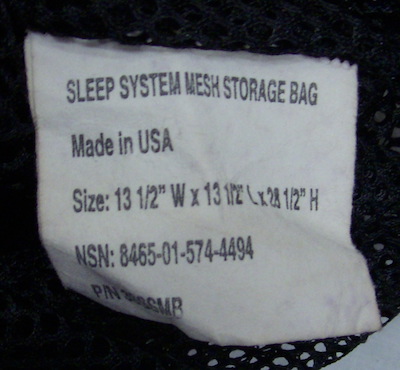 SLEEP SYSTEM MESH STORAGE BAG
Made in USA
Size: 13 1/2" W x 13 1/2" L x 28 1/2" H
NSN: 8465-01-574-4494
P/N